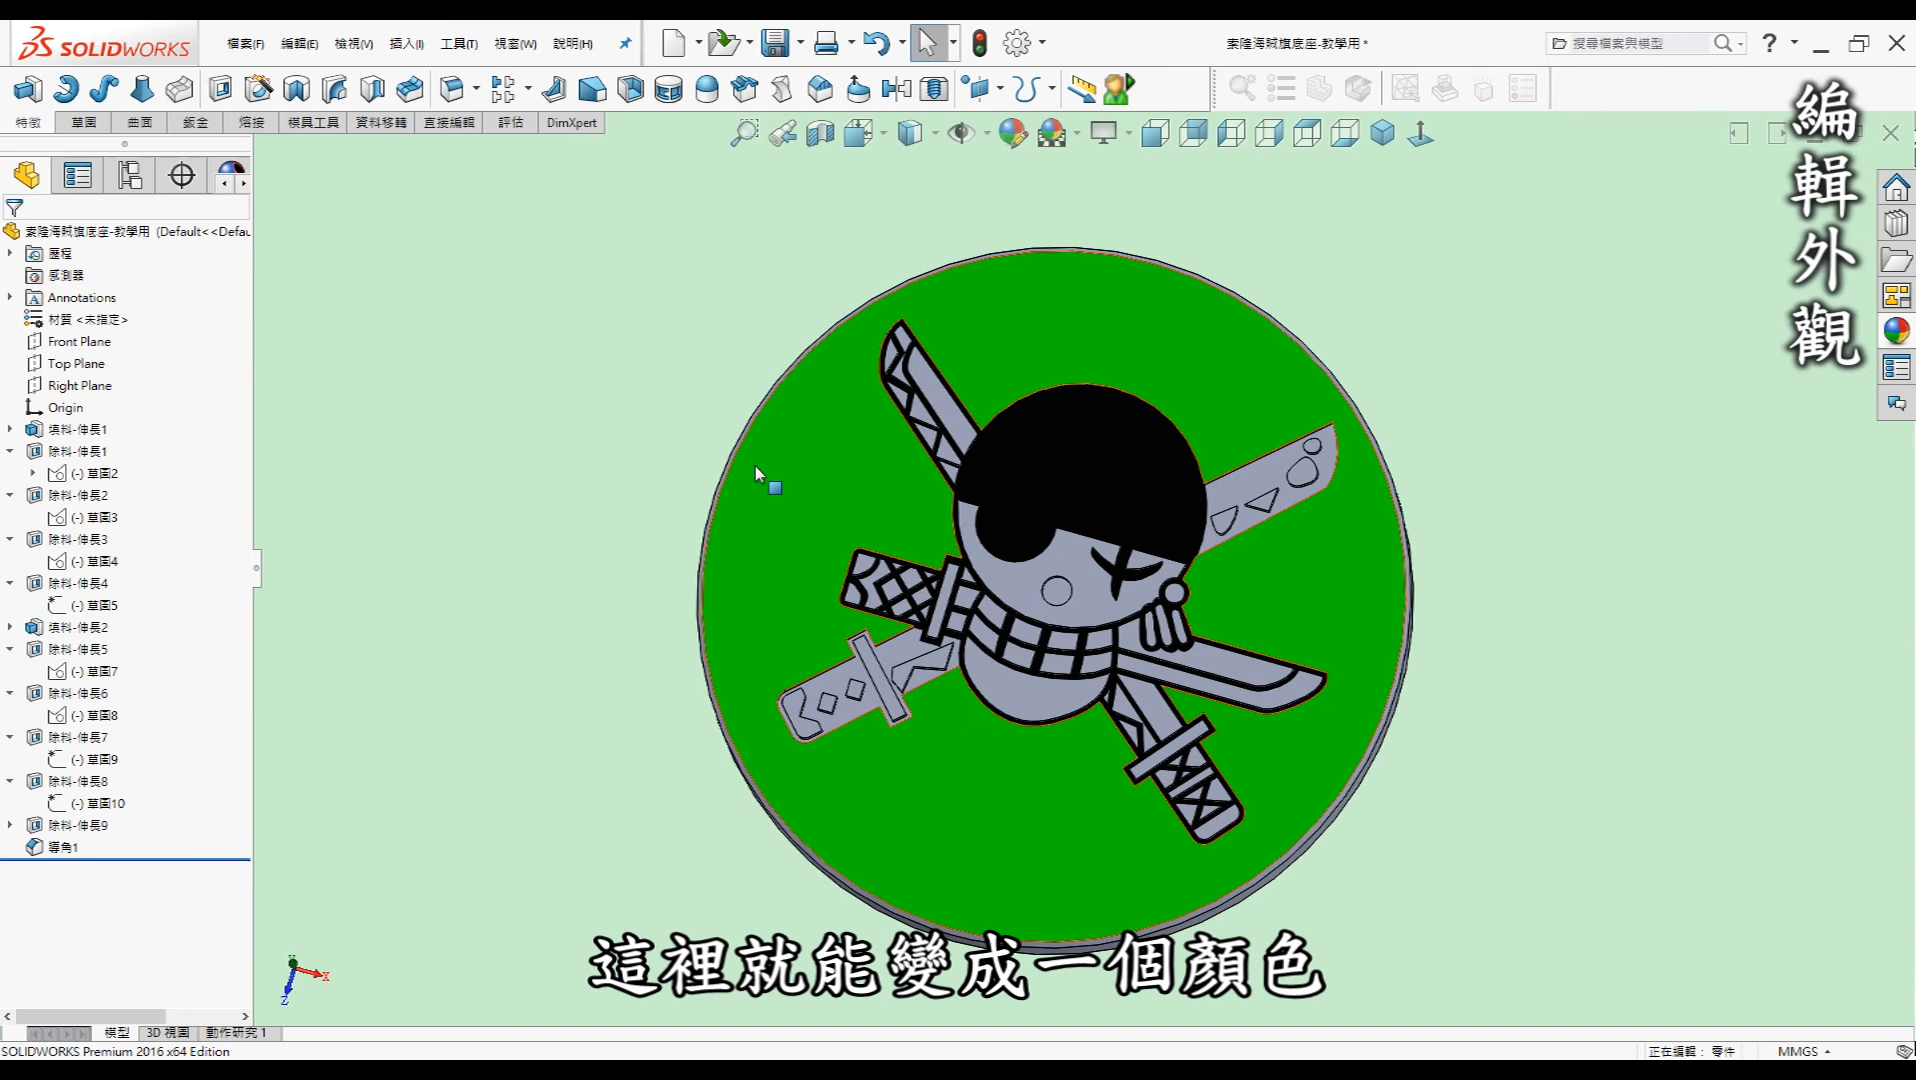 SOLIDWORKS
檔案(F) 編輯(E) 檢視(V) 插入(I) 工具(T) 視窗(W) 說明(H)
索隆海賊旗底座-教學用 *
搜尋檔案與模型
特徵 草圖 曲面 鈑金 熔接 模具工具 資料移轉 直接編輯 評估 DimXpert
索隆海賊旗底座-教學用 (Default<<Defau
歷程
感測器
Annotations
材質 <未指定>
Front Plane
Top Plane
Right Plane
Origin
填料-伸長1
除料-伸長1
(-) 草圖2
除料-伸長2
(-) 草圖3
除料-伸長3
(-) 草圖4
除料-伸長4
(-) 草圖5
填料-伸長2
除料-伸長5
(-) 草圖7
除料-伸長6
(-) 草圖8
除料-伸長7
(-) 草圖9
除料-伸長8
(-) 草圖10
除料-伸長9
導角1
編輯外觀
這裡就能變成一個顏色
Y
X
Z
模型 3D 視圖 動作研究 1
SOLIDWORKS Premium 2016 x64 Edition
正在編輯： 零件
MMGS